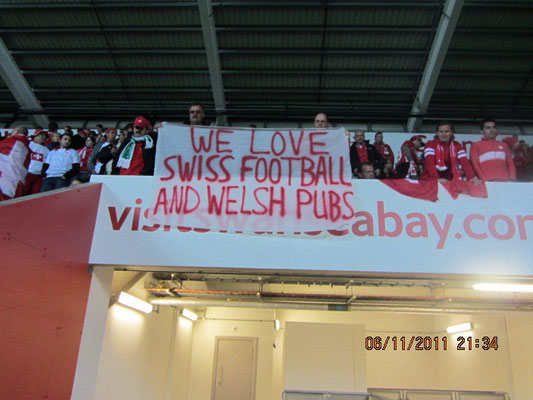 WE LOVE
SWISS FOOTBALL
AND WELSH PUBS
visitswanseabay.com
06/11/2011 21:34